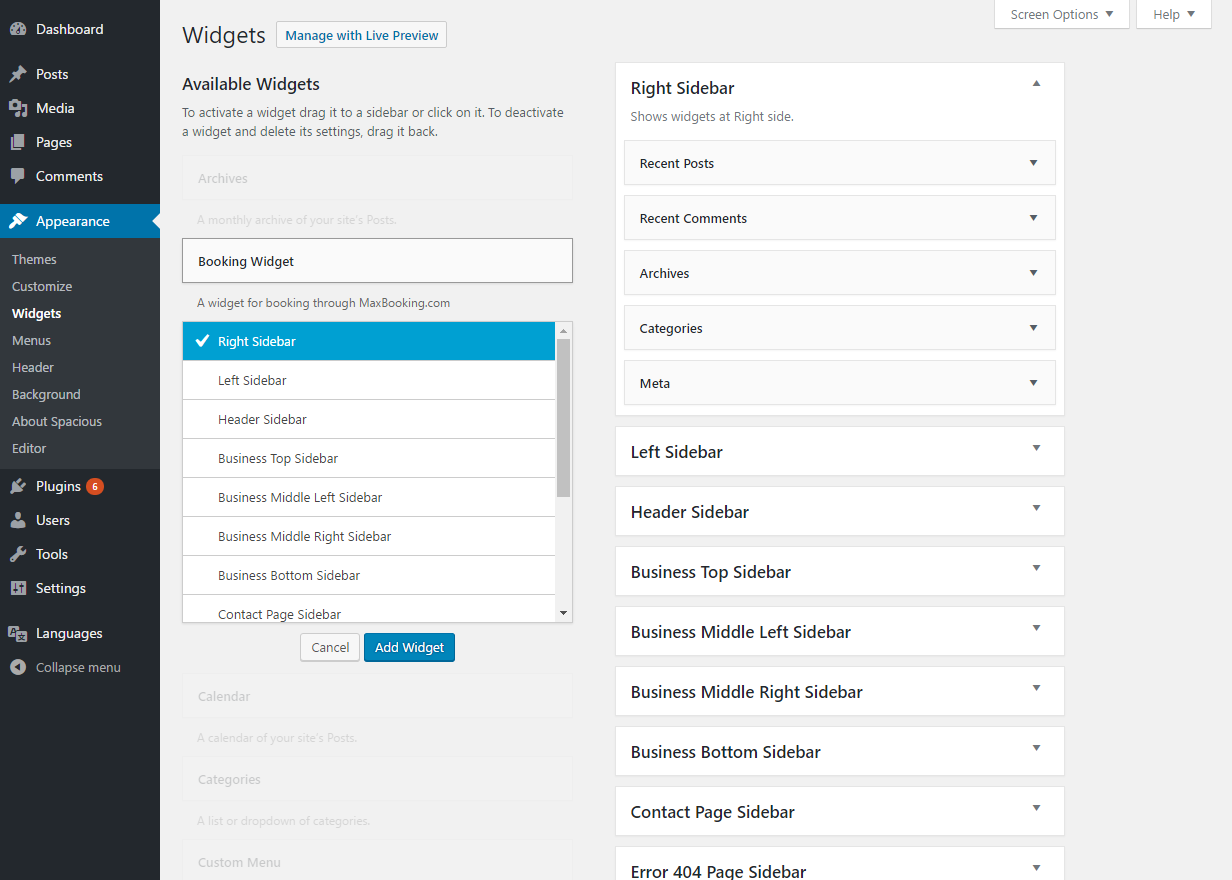 Dashboard
Posts
Media
Pages
Comments
Appearance
Themes
Customize
Widgets
Menus
Header
Background
About Spacious
Editor
Plugins 6
Users
Tools
Settings
Languages
Collapse menu
Screen Options
Help
Widgets
Manage with Live Preview
Available Widgets
To activate a widget drag it to a sidebar or click on it. To deactivate
a widget and delete its settings, drag it back.
Archives
A monthly archive of your site's Posts.
Booking Widget
A widget for booking through MaxBooking.com
Right Sidebar
Left Sidebar
Header Sidebar
Business Top Sidebar
Business Middle Left Sidebar
Business Middle Right Sidebar
Business Bottom Sidebar
Contact Page Sidebar
Cancel
Add Widget
Calendar
A calendar of your site's Posts.
Categories
A list or dropdown of categories.
Custom Menu
Right Sidebar
Shows widgets at Right side.
Recent Posts
Recent Comments
Archives
Categories
Meta
Left Sidebar
Header Sidebar
Business Top Sidebar
Business Middle Left Sidebar
Business Middle Right Sidebar
Business Bottom Sidebar
Contact Page Sidebar
Error 404 Page Sidebar